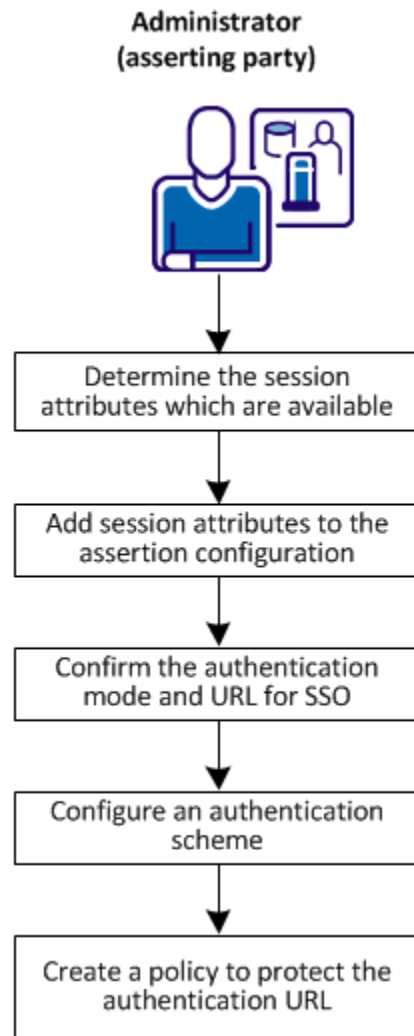 Administrator
(asserting party)
Determine the session
attributes which are available
Add session attributes to the
assertion configuration
Confirm the authentication
mode and URL for SSO
Configure an authentication
scheme
Create a policy to protect the
authentication URL